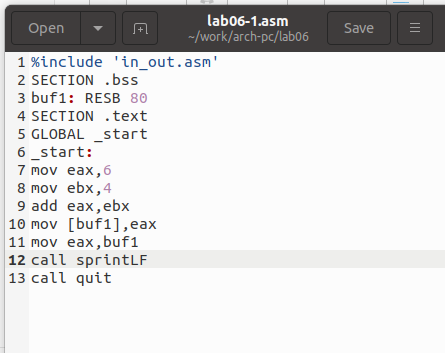 Open lab06-1.asm Save
~/work/arch-pc/lab06
1 %include 'in_out.asm'
2 SECTION .bss
3 buf1: RESB 80
4 SECTION .text
5 GLOBAL _start
6 _start:
7 mov eax,6
8 mov ebx,4
9 add eax,ebx
10 mov [buf1],eax
11 mov eax,buf1
12 call sprintLF
13 call quit